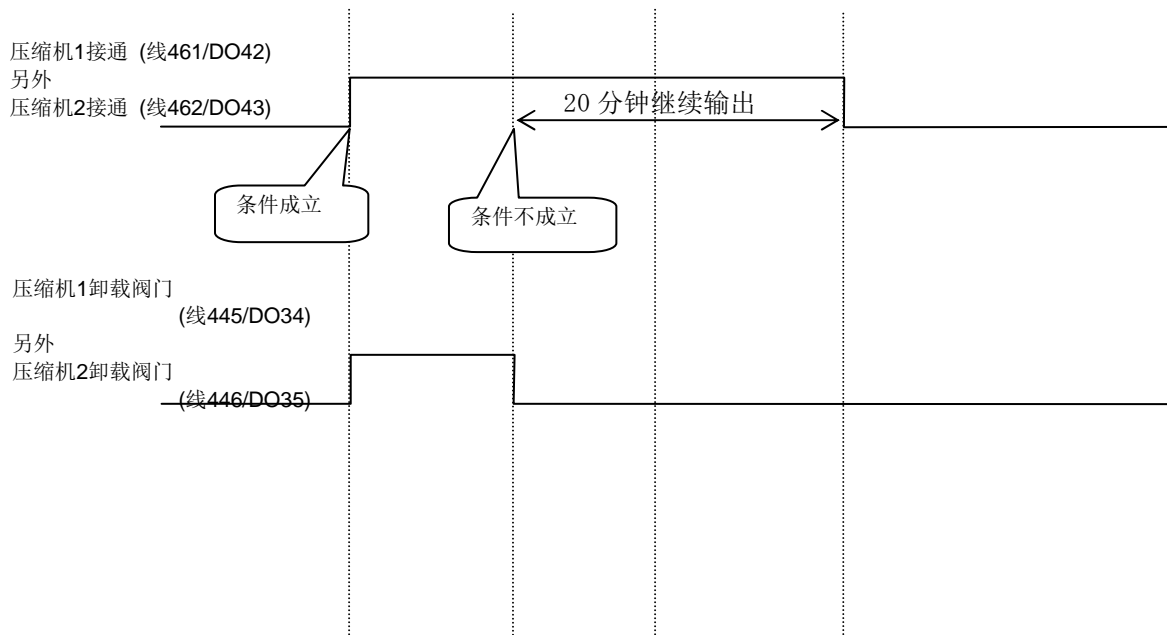 压缩机1接通 (线461/DO42)
另外
压缩机2接通 (线462/DO43)
20 分钟继续输出
条件成立
条件不成立
压缩机1卸载阀门
(线445/DO34)
另外
压缩机2卸载阀门
(线446/DO35)